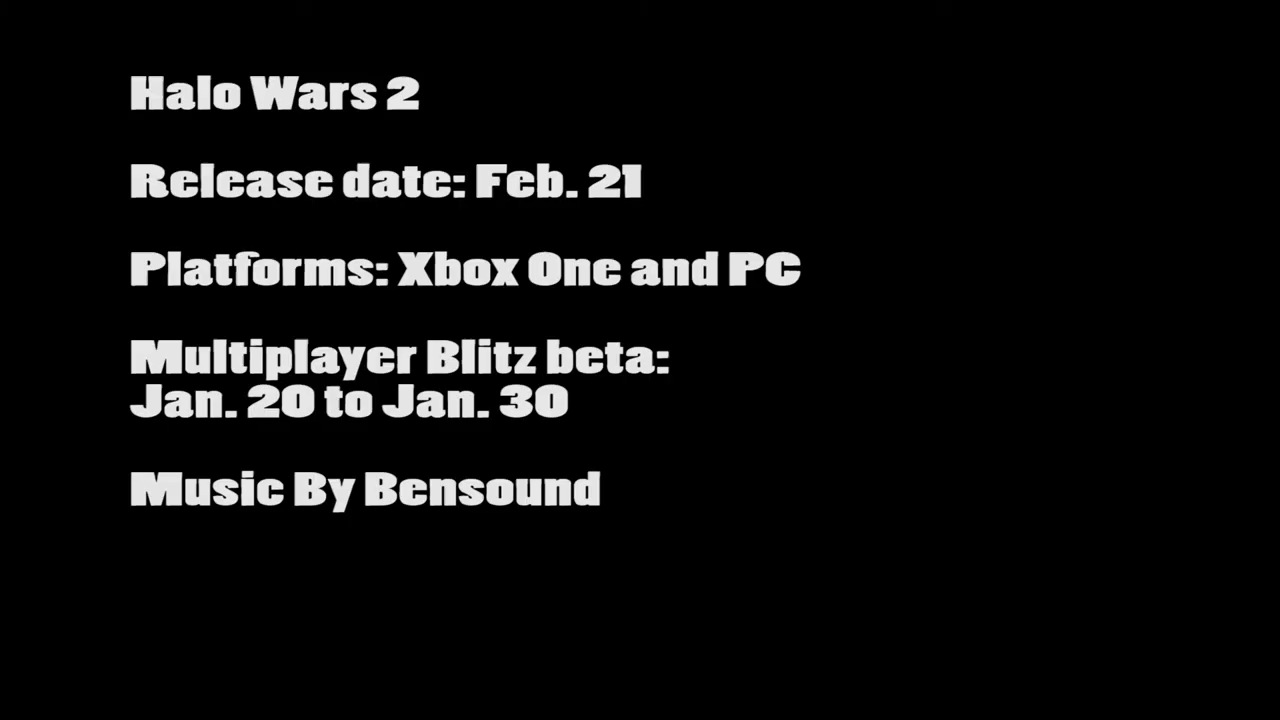 Halo Wars 2
Release date: Feb. 21
Platforms: Xbox One and PC
Multiplayer Blitz beta:
Jan. 20 to Jan. 30
Music By Bensound